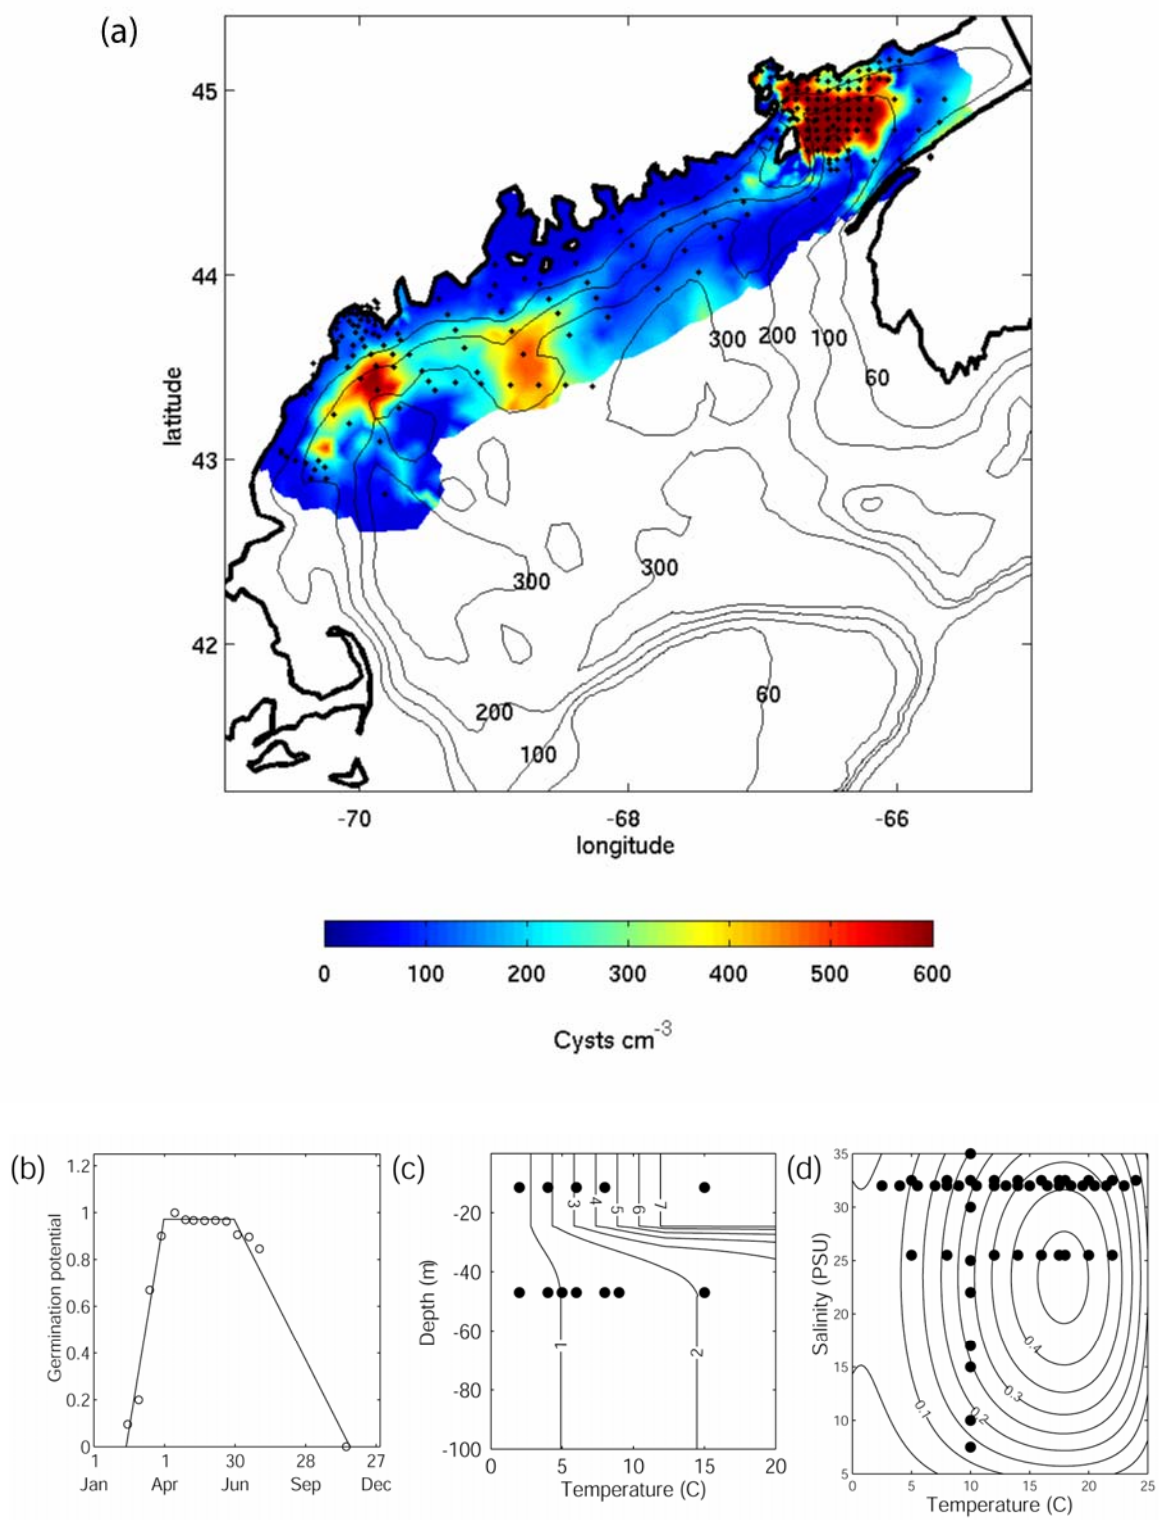 (a)
45
44
300
200
100
60
43
latitude
300
300
42
200
60
100
-70
-68
-66
longitude
0 100 200 300 400 500 600
Cysts cm-3
(b)
1.2
1
0.8
0.6
0.4
0.2
0
Germination potential
1 1 30 28 27
Jan Apr Jun Sep Dec
(c)
3 4 5 6 7
-20
-40
-60
-80
-100
1 2
Depth (m)
0 5 10 15 20
Temperature (C)
(d)
35
30
25
20
15
10
5
Salinity (PSU)
0.4
0.3
0.2
0.1
0 5 10 15 20 25
Temperature (C)